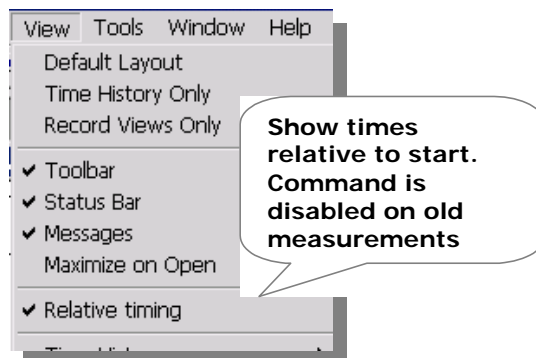 View Tools Window Help
Default Layout
Time History Only
Record Views Only
Toolbar
Status Bar
Messages
Maximize on Open
Relative timing
Show times
relative to start.
Command is
disabled on old
measurements